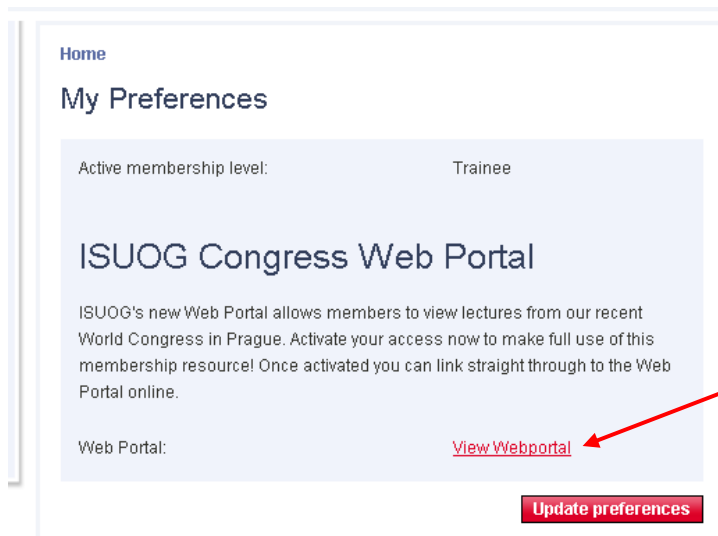 Home
My Preferences
Active membership level: Trainee
ISUOG Congress Web Portal
ISUOG's new Web Portal allows members to view lectures from our recent
World Congress in Prague. Activate your access now to make full use of this
membership resource! Once activated you can link straight through to the Web
Portal online.
Web Portal: View Webportal
Update preferences